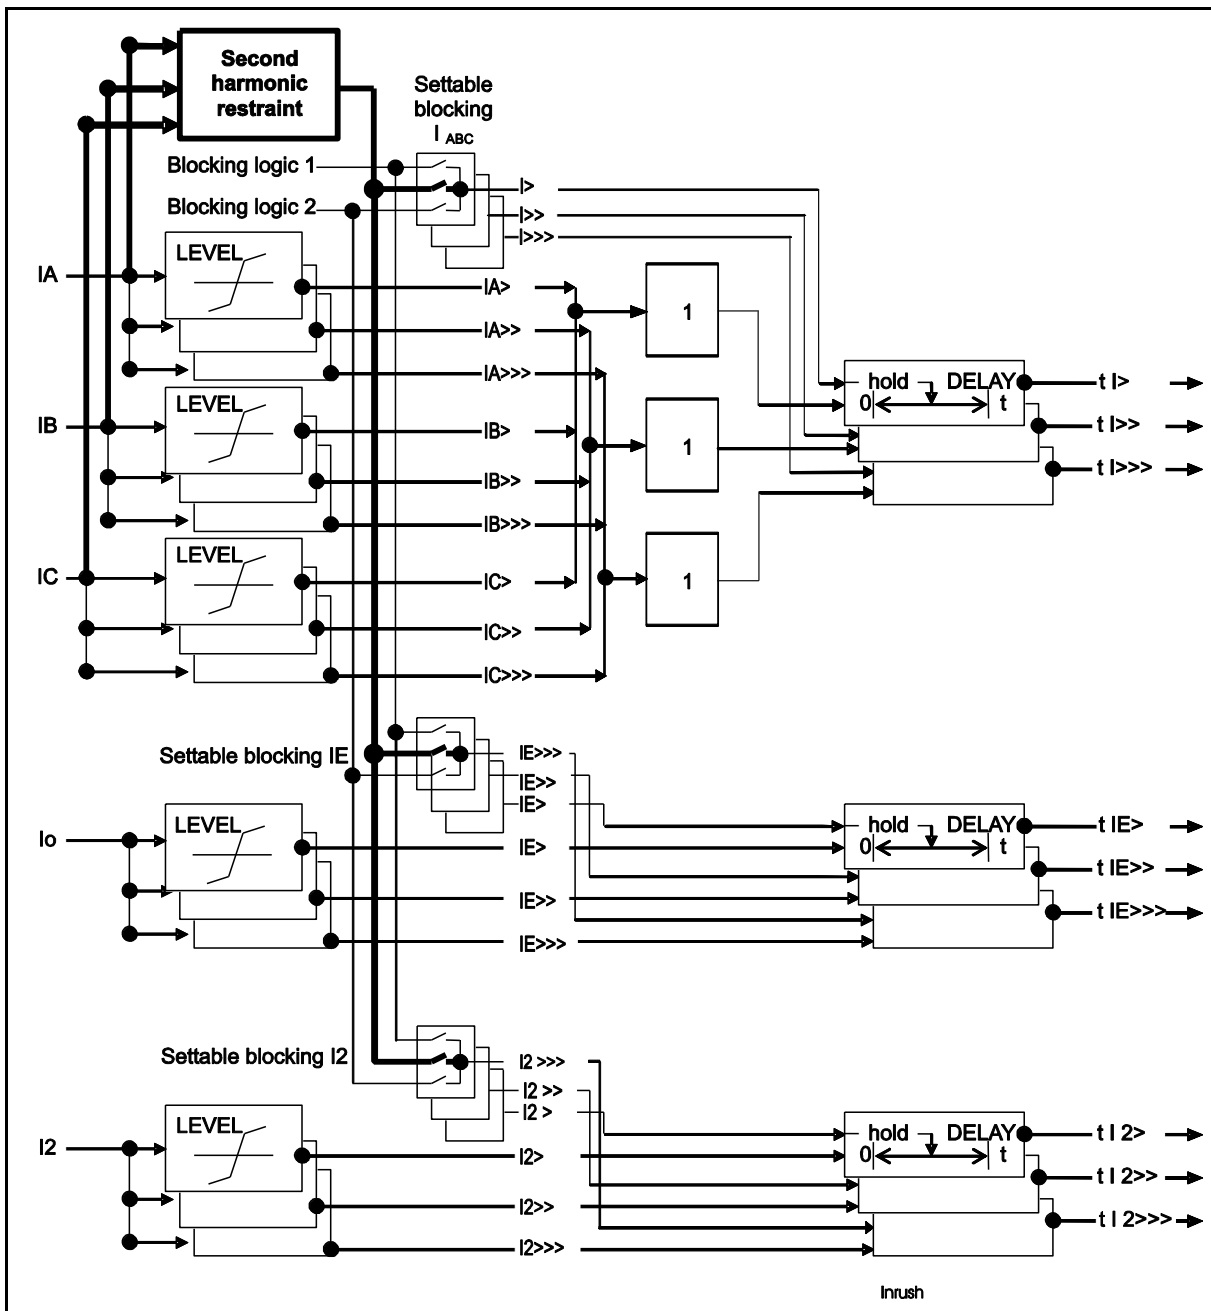 Second
harmonic
restraint
Settable
blocking
I ABC
Blocking logic 1
Blocking logic 2
I>
I>>
I>>>
IA
LEVEL
IA>
IA>>
IA>>>
1
IB
LEVEL
IB>
IB>>
IB>>>
1
hold
DELAY
0
t
t I>
t I>>
t I>>>
IC
LEVEL
IC>
IC>>
IC>>>
1
Settable blocking IE
IE>>>
IE>>
IE>
Io
LEVEL
IE>
IE>>
IE>>>
hold
DELAY
0
t
t IE>
t IE>>
t IE>>>
Settable blocking I2
I2 >>>
I2 >>
I2 >
I2
LEVEL
I2>
I2>>
I2>>>
hold
DELAY
0
t
t I 2>
t I 2>>
t I 2>>>
Inrush